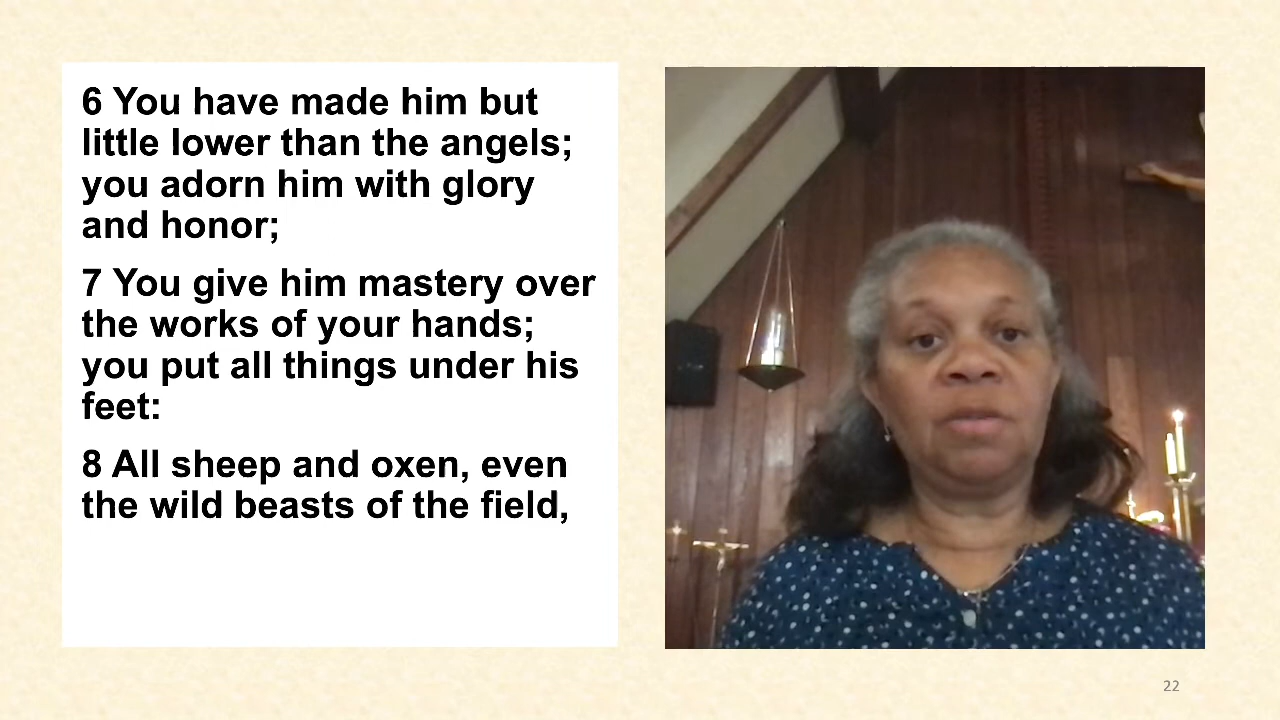 6 You have made him but
little lower than the angels;
you adorn him with glory
and honor;
7 You give him mastery over
the works of your hands;
you put all things under his
feet:
8 All sheep and oxen, even
the wild beasts of the field,
22